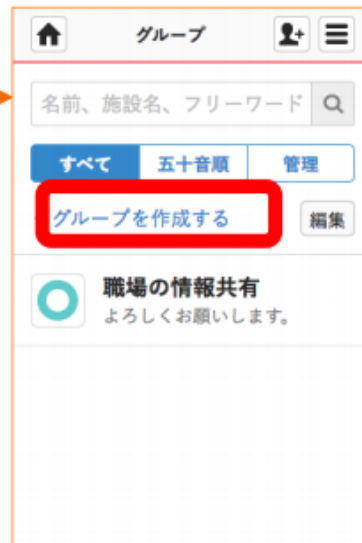 グループ
名前、施設名、フリーワード
すべて 五十音順 管理
グループを作成する 編集
職場の情報共有
よろしくお願いします。